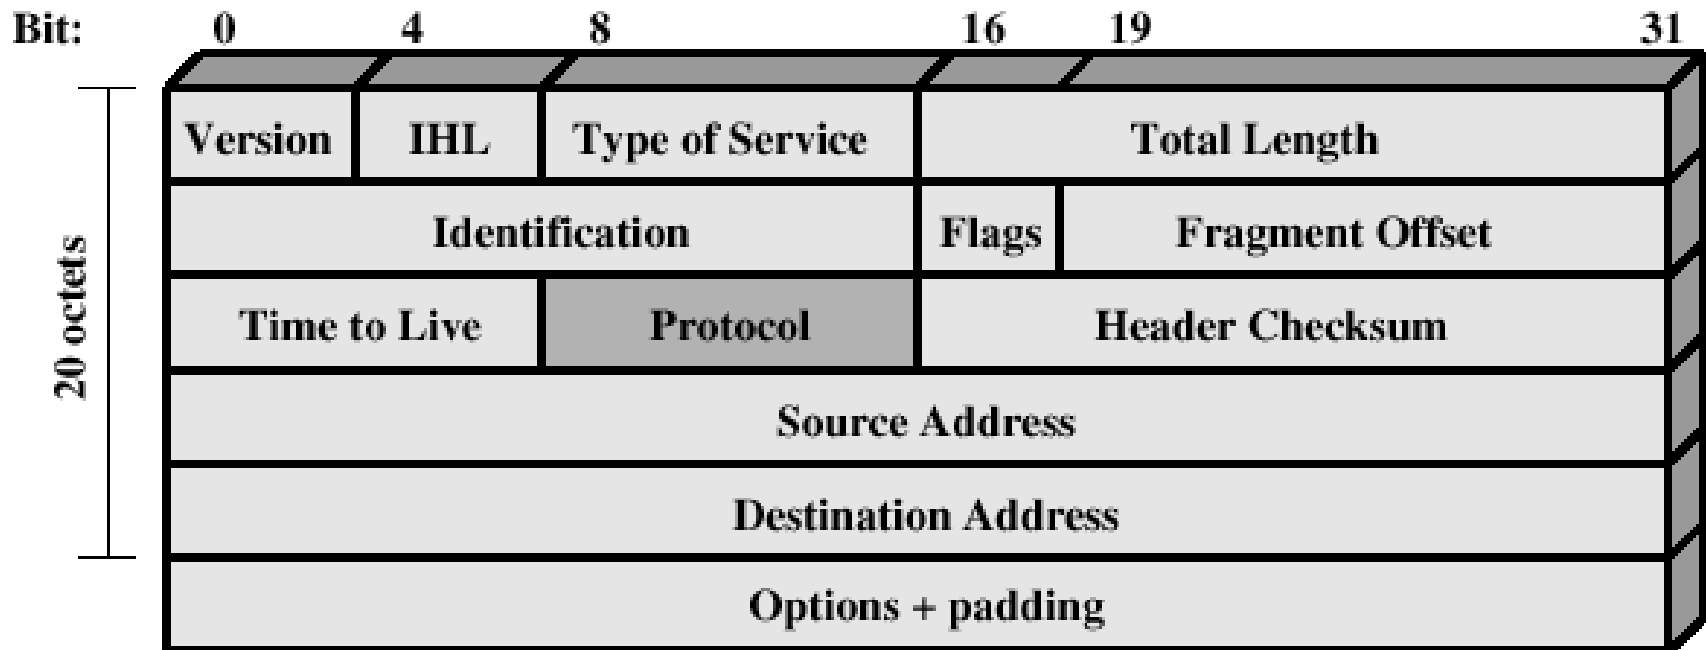 Bit: 0 4 8 16 19 31
Version IHL Type of Service Total Length
Identification Flags Fragment Offset
Time to Live Protocol Header Checksum
Source Address
Destination Address
Options + padding
20 octets